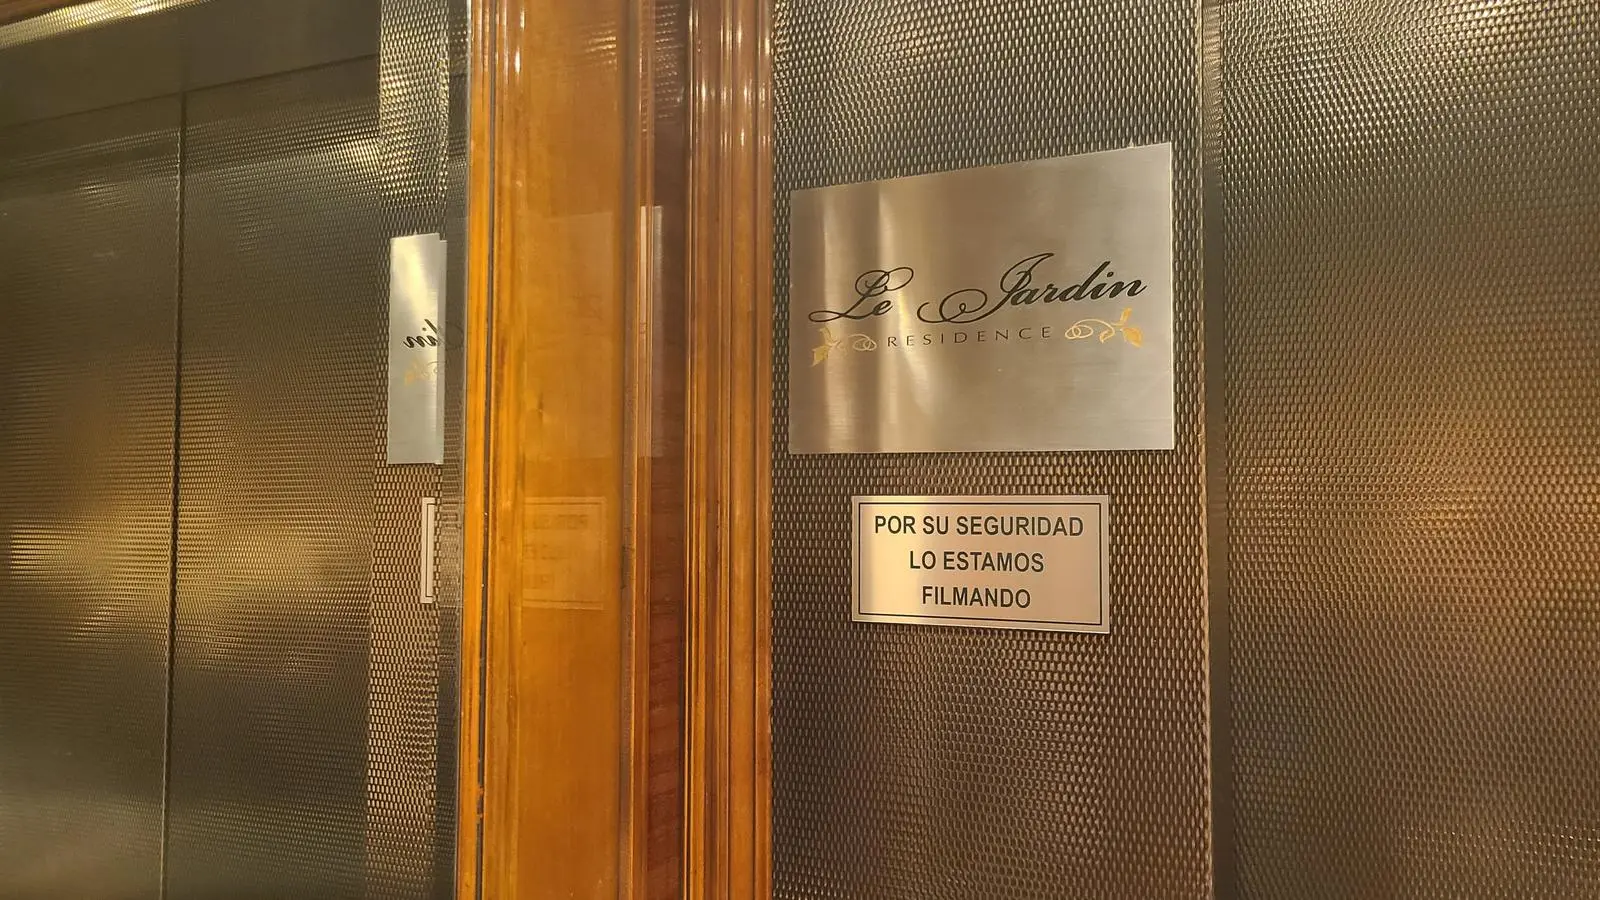 Le Jardin
RESIDENCE
POR SU SEGURIDAD
LO ESTAMOS
FILMANDO